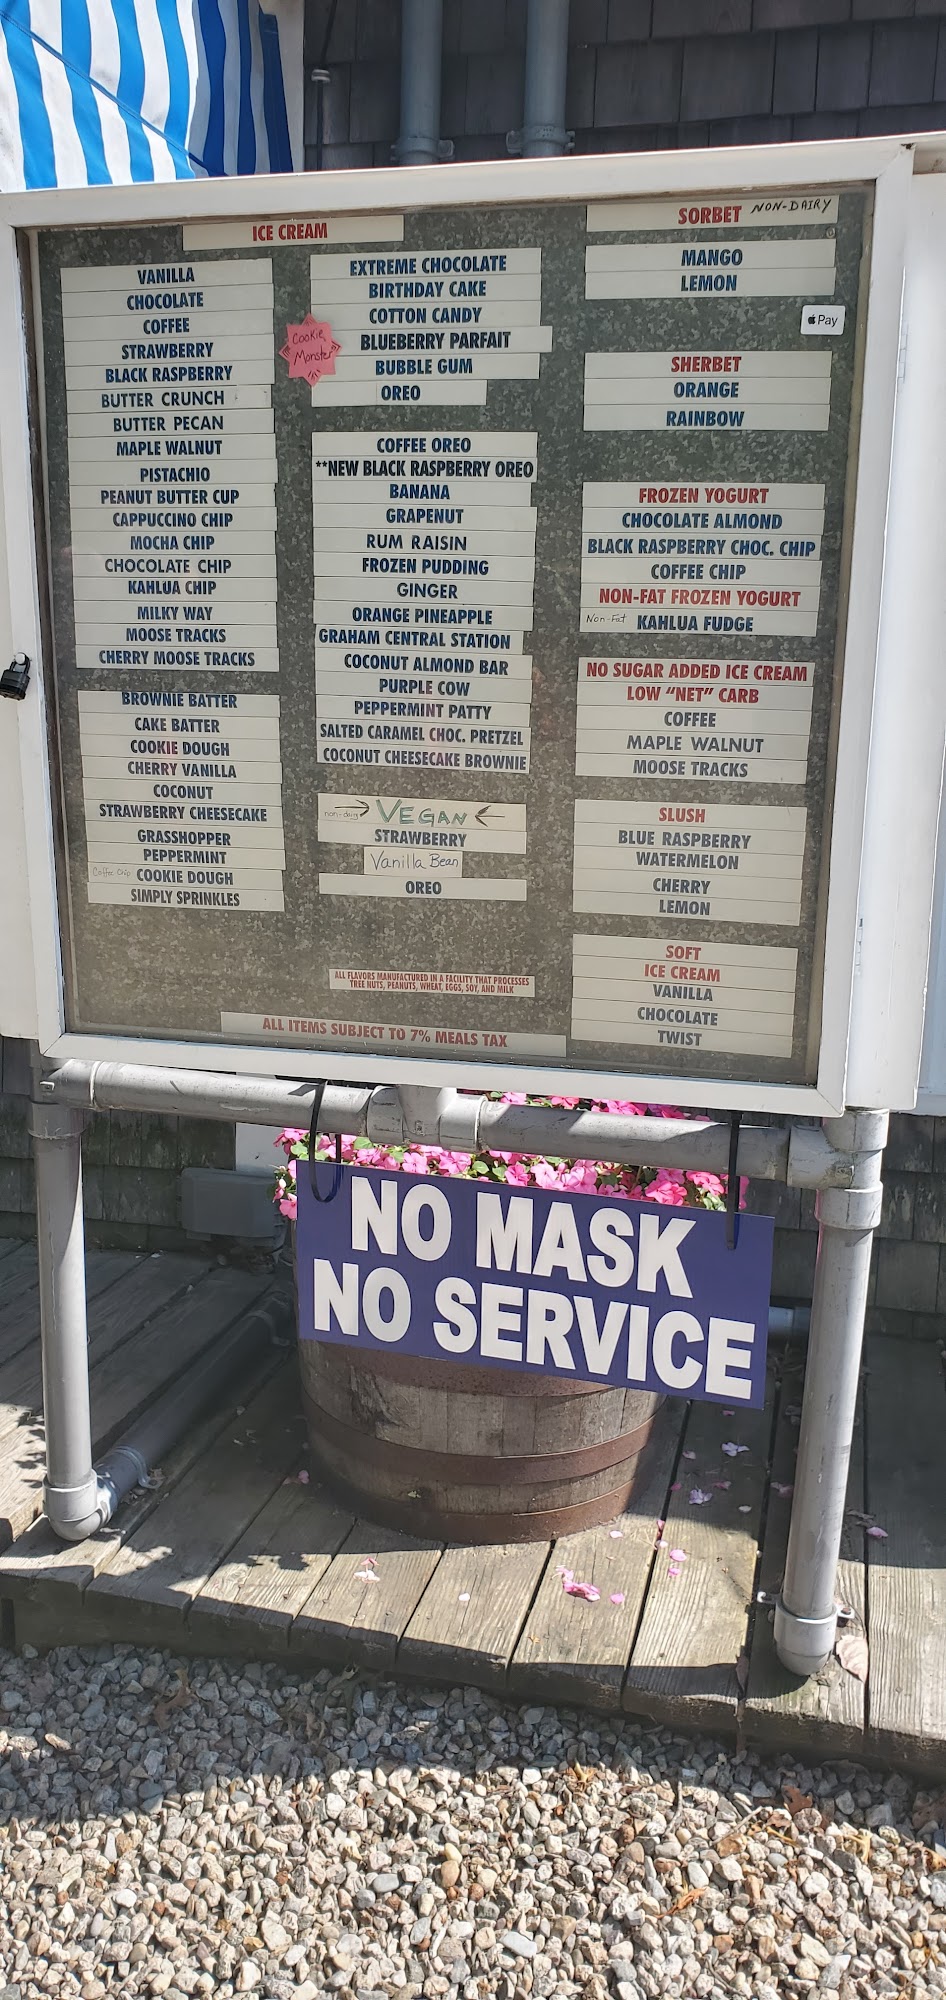 ICE CREAM
VANILLA
CHOCOLATE
COFFEE
STRAWBERRY
BLACK RASPBERRY
BUTTER CRUNCH
BUTTER PECAN
MAPLE WALNUT
PISTACHIO
PEANUT BUTTER CUP
CAPPUCCINO CHIP
MOCHA CHIP
CHOCOLATE CHIP
KAHLUA CHIP
MILKY WAY
MOOSE TRACKS
CHERRY MOOSE TRACKS
BROWNIE BATTER
CAKE BATTER
COOKIE DOUGH
CHERRY VANILLA
COCONUT
STRAWBERRY CHEESECAKE
GRASSHOPPER
PEPPERMINT
Coffee Chip COOKIE DOUGH
SIMPLY SPRINKLES
EXTREME CHOCOLATE
BIRTHDAY CAKE
COTTON CANDY
Cookie
Monster
BLUEBERRY PARFAIT
BUBBLE GUM
OREO
COFFEE OREO
**NEW BLACK RASPBERRY OREO
BANANA
GRAPENUT
RUM RAISIN
FROZEN PUDDING
GINGER
ORANGE PINEAPPLE
GRAHAM CENTRAL STATION
COCONUT ALMOND BAR
PURPLE COW
PEPPERMINT PATTY
SALTED CARAMEL CHOC. PRETZEL
COCONUT CHEESECAKE BROWNIE
non-dairy VEGAN
STRAWBERRY
Vanilla Bean
OREO
ALL FLAVORS MANUFACTURED IN A FACILITY THAT PROCESSES
TREE NUTS, PEANUTS, WHEAT, EGGS, SOY, AND MILK
ALL ITEMS SUBJECT TO 7% MEALS TAX
SORBET NON-DAIRY
MANGO
LEMON
Pay
SHERBET
ORANGE
RAINBOW
FROZEN YOGURT
CHOCOLATE ALMOND
BLACK RASPBERRY CHOC. CHIP
COFFEE CHIP
NON-FAT FROZEN YOGURT
Non-Fat KAHLUA FUDGE
NO SUGAR ADDED ICE CREAM
LOW "NET" CARB
COFFEE
MAPLE WALNUT
MOOSE TRACKS
SLUSH
BLUE RASPBERRY
WATERMELON
CHERRY
LEMON
SOFT
ICE CREAM
VANILLA
CHOCOLATE
TWIST
NO MASK
NO SERVICE